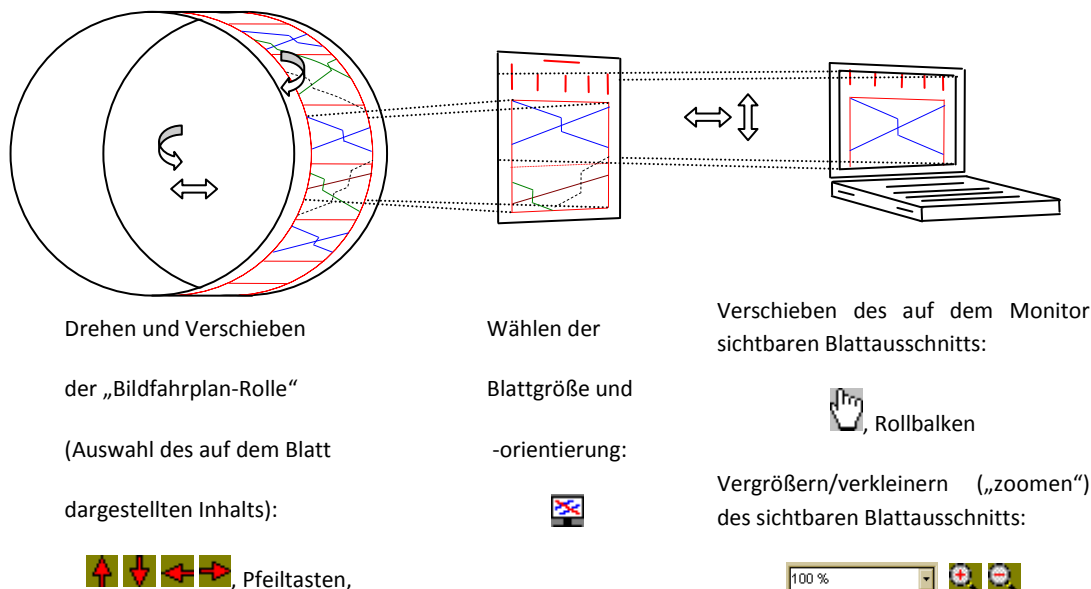 Drehen und Verschieben
der „Bildfahrplan-Rolle“
(Auswahl des auf dem Blatt
dargestellten Inhalts):
, Pfeiltasten,
Wählen der
Blattgröße und
-orientierung:
Verschieben des auf dem Monitor
sichtbaren Blattausschnitts:
, Rollbalken
Vergrößern/verkleinern („zoomen“)
des sichtbaren Blattausschnitts:
100 %